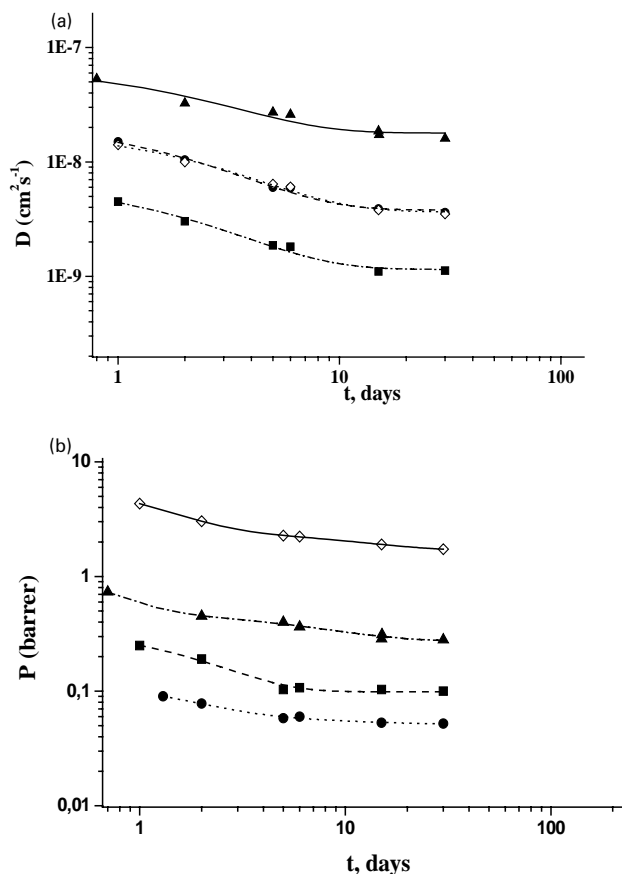 (a)
1E-7
1E-8
1E-9
D (cm²s⁻¹)
1
10
100
t, days
(b)
10
1
0,1
0,01
P (barrer)
1
10
100
t, days